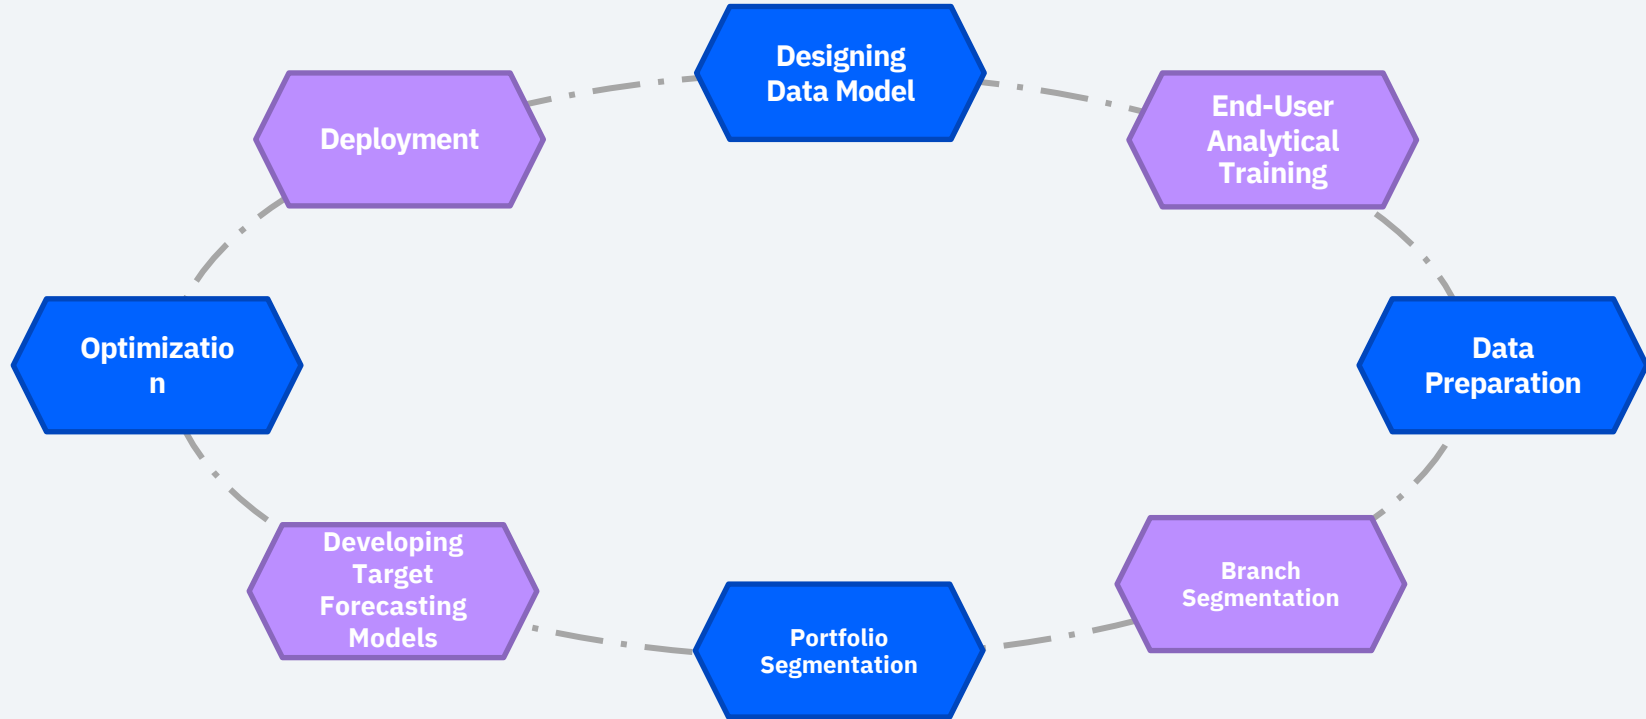 Designing
Data Model
End-User
Analytical
Training
Data
Preparation
Branch
Segmentation
Portfolio
Segmentation
Developing
Target
Forecasting
Models
Optimizatio
n
Deployment